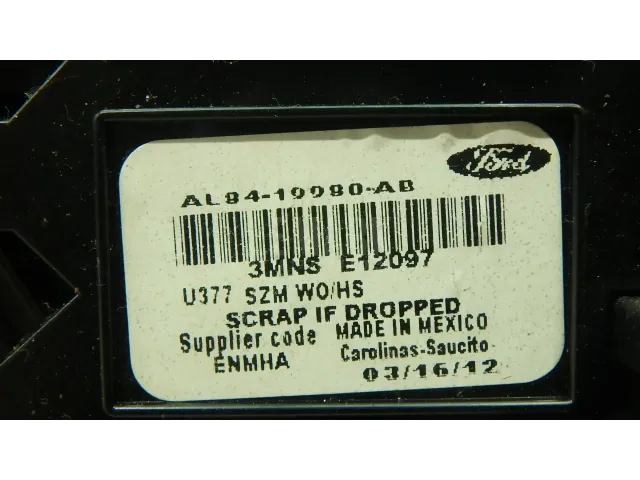 Ford
AL84-19980-AB
3MNS E12097
U377 SZM WO/HS
SCRAP IF DROPPED
Supplier code MADE IN MEXICO
ENMHA Carolinas-Saucito
03/16/12